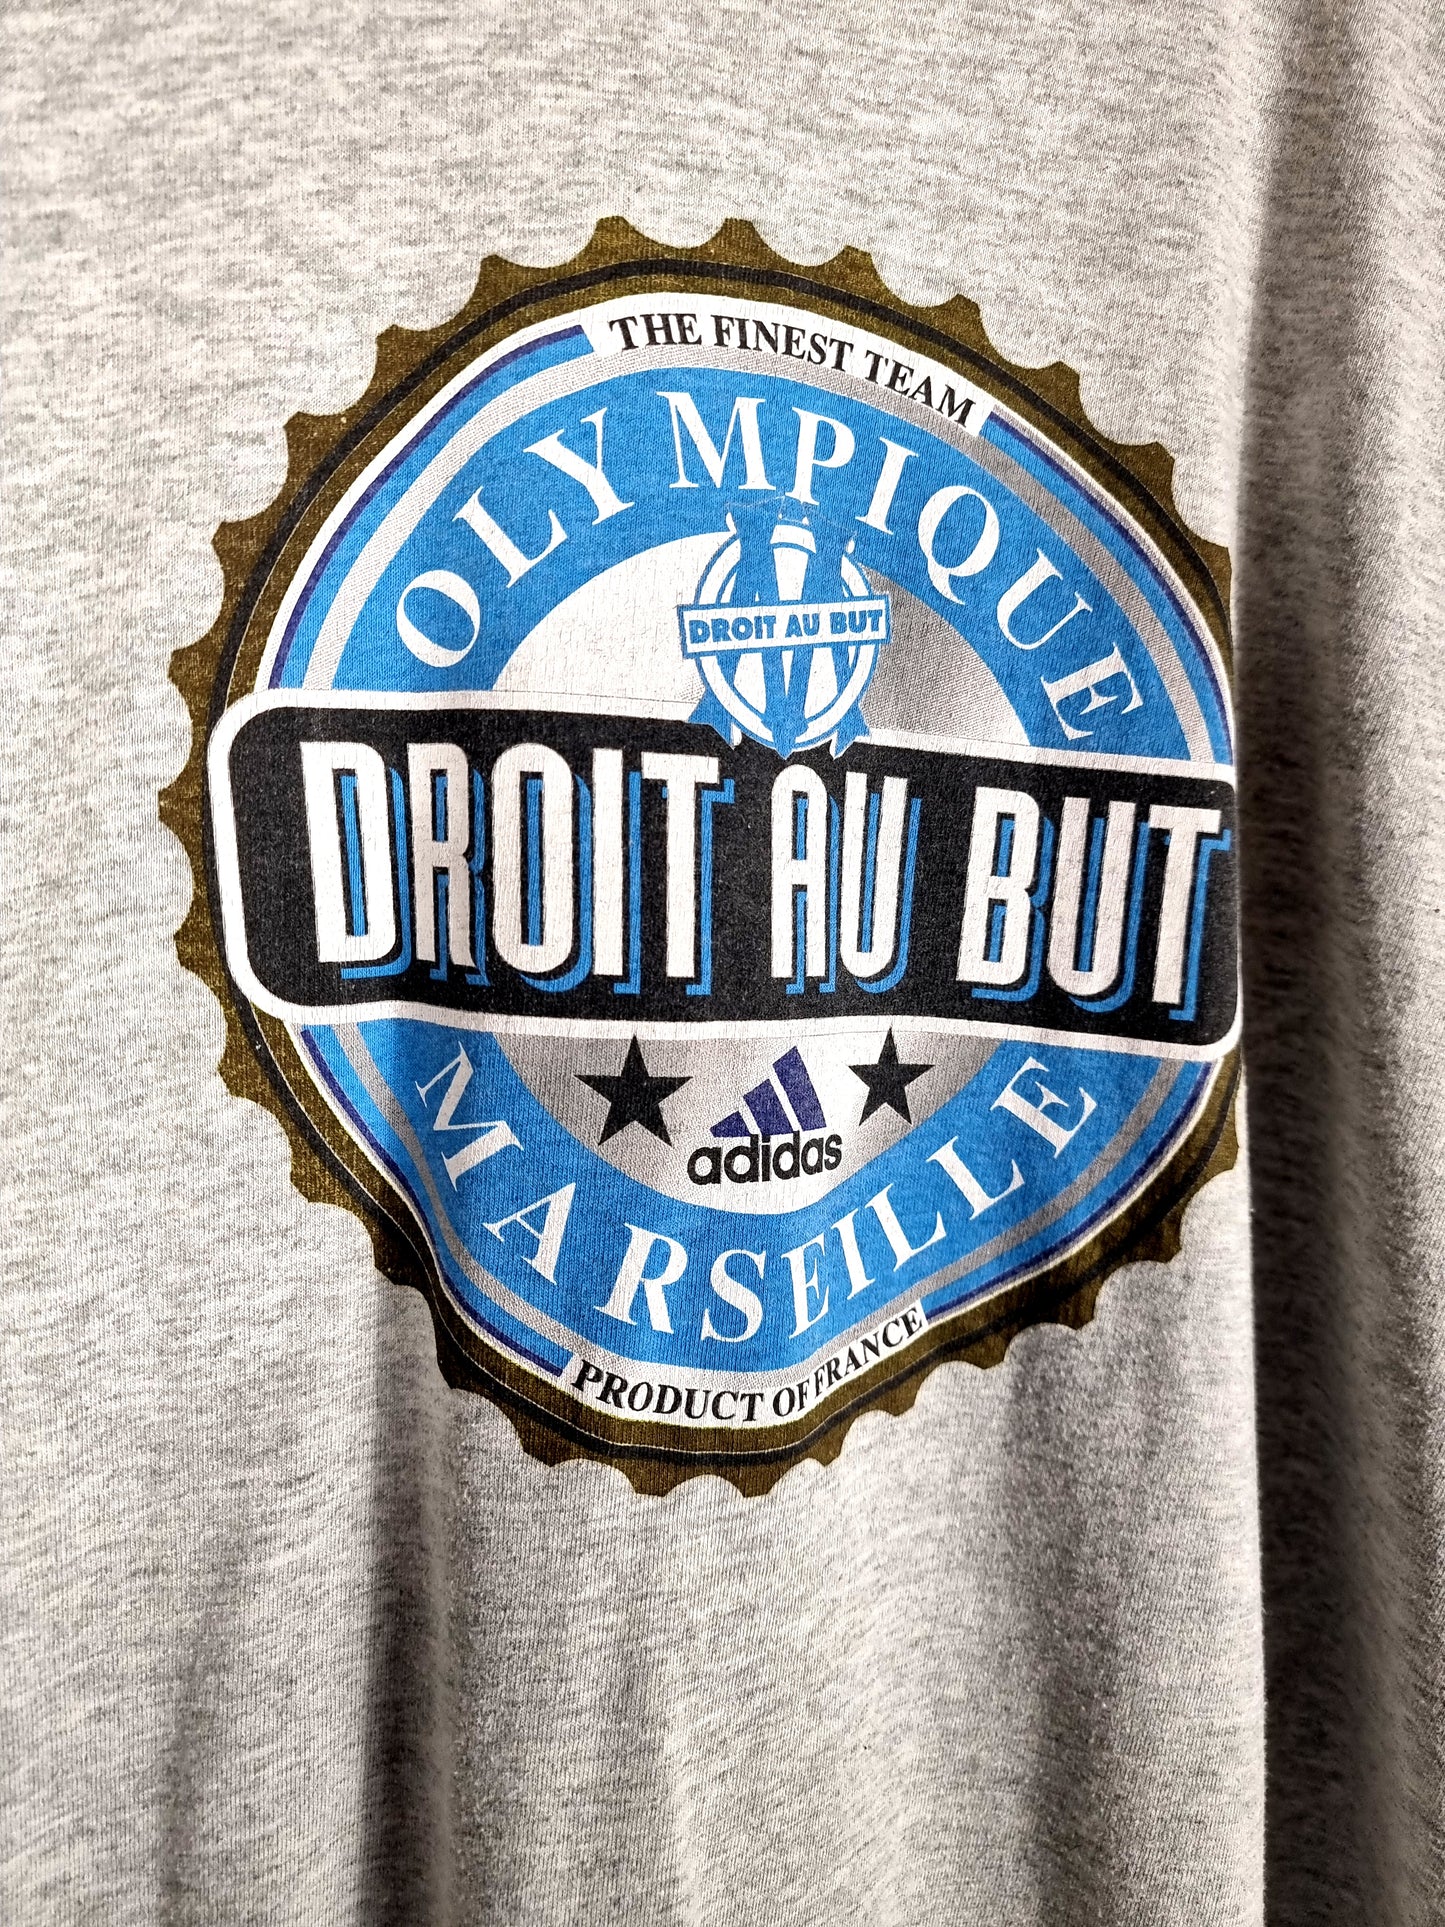 THE FINEST TEAM
OLYMPIQUE
DROIT AU BUT
DROIT AU BUT
adidas
MARSEILLE
PRODUCT OF FRANCE